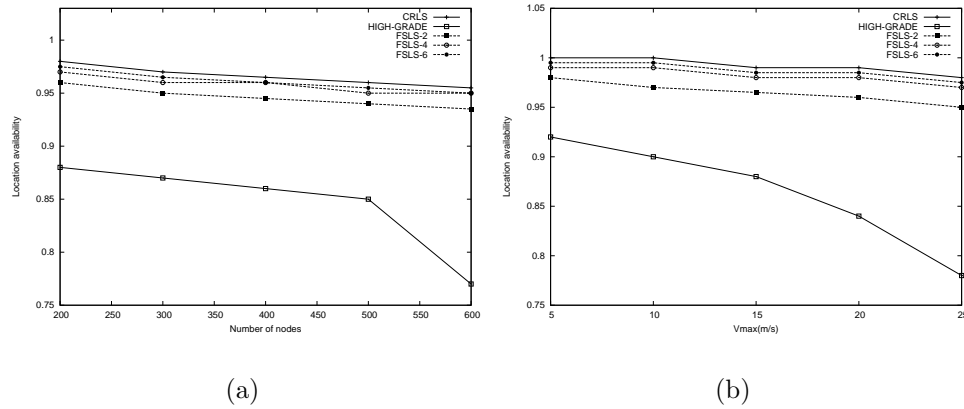 1
0.95
0.9
0.85
0.8
0.75
Location availability
CRLS
HIGH-GRADE
FSLS-2
FSLS-4
FSLS-6
200 250 300 350 400 450 500 550 600
Number of nodes
(a)
1.05
1
0.95
0.9
0.85
0.8
0.75
Location availability
CRLS
HIGH-GRADE
FSLS-2
FSLS-4
FSLS-6
5 10 15 20 25
Vmax(m/s)
(b)